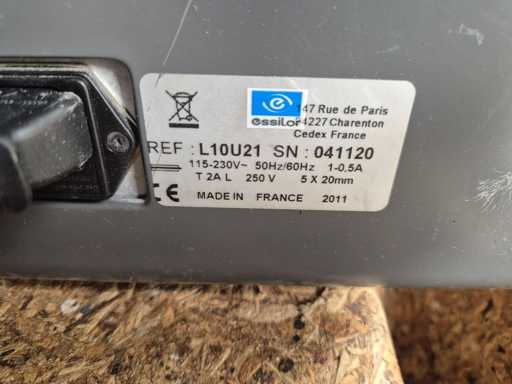 essilor
147 Rue de Paris
94227 Charenton
Cedex France
REF : L10U21 SN : 041120
115-230V~ 50Hz/60Hz 1-0.5A
T 2A L 250 V 5 X 20mm
CE MADE IN FRANCE 2011